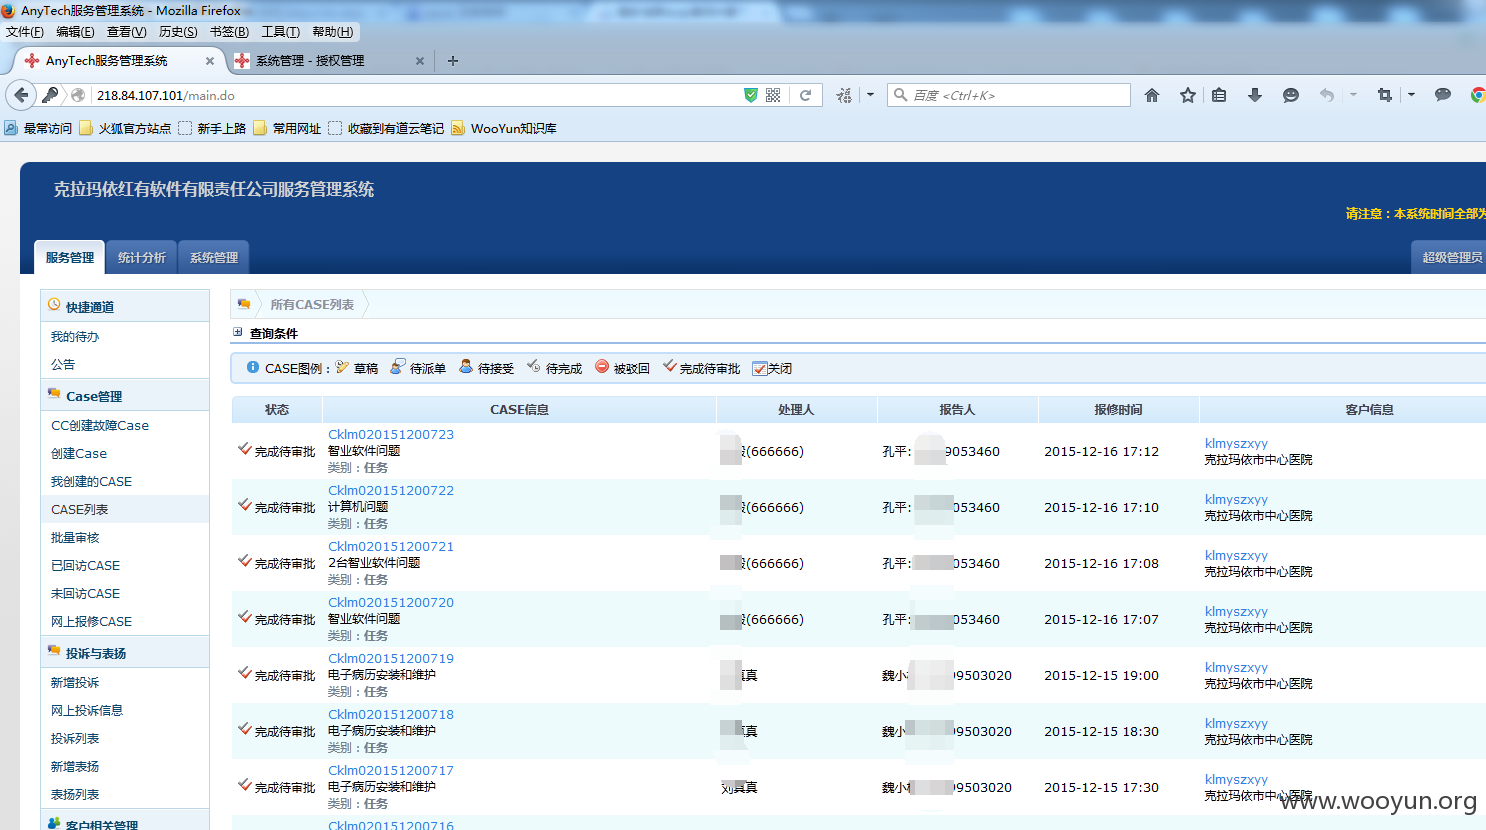 AnyTech服务管理系统 - Mozilla Firefox
文件(F) 编辑(E) 查看(V) 历史(S) 书签(B) 工具(T) 帮助(H)
AnyTech服务管理系统 × 系统管理 - 授权管理 × +
218.84.107.101/main.do 百度 <Ctrl+K>
最常访问 火狐官方站点 新手上路 常用网址 收藏到有道云笔记 WooYun知识库
克拉玛依红有软件有限责任公司服务管理系统
请注意：本系统时间全部为
服务管理 统计分析 系统管理 超级管理员
快捷通道
我的待办
公告
Case管理
CC创建故障Case
创建Case
我创建的CASE
CASE列表
批量审核
已回访CASE
未回访CASE
网上报修CASE
投诉与表扬
新增投诉
网上投诉信息
投诉列表
新增表扬
表扬列表
客户相关管理
所有CASE列表
查询条件
CASE图例： 草稿 待派单 待接受 待完成 被驳回 完成待审批 关闭
状态 CASE信息 处理人 报告人 报修时间 客户信息
Cklm020151200723 klmyszxyy
完成待审批 智业软件问题 (666666) 孔平: 9053460 2015-12-16 17:12 克拉玛依市中心医院
类别：任务
Cklm020151200722 klmyszxyy
完成待审批 计算机问题 (666666) 孔平: 053460 2015-12-16 17:10 克拉玛依市中心医院
类别：任务
Cklm020151200721 klmyszxyy
完成待审批 2台智业软件问题 (666666) 孔平: 053460 2015-12-16 17:08 克拉玛依市中心医院
类别：任务
Cklm020151200720 klmyszxyy
完成待审批 智业软件问题 (666666) 孔平: 053460 2015-12-16 17:07 克拉玛依市中心医院
类别：任务
Cklm020151200719 klmyszxyy
完成待审批 电子病历安装和维护 真 魏小 99503020 2015-12-15 19:00 克拉玛依市中心医院
类别：任务
Cklm020151200718 klmyszxyy
完成待审批 电子病历安装和维护 真 魏小 99503020 2015-12-15 18:30 克拉玛依市中心医院
类别：任务
Cklm020151200717 klmyszxyy
完成待审批 电子病历安装和维护 刘真真 魏小 99503020 2015-12-15 17:30 克拉玛依市中心医院
类别：任务
Cklm020151200716
www.wooyun.org